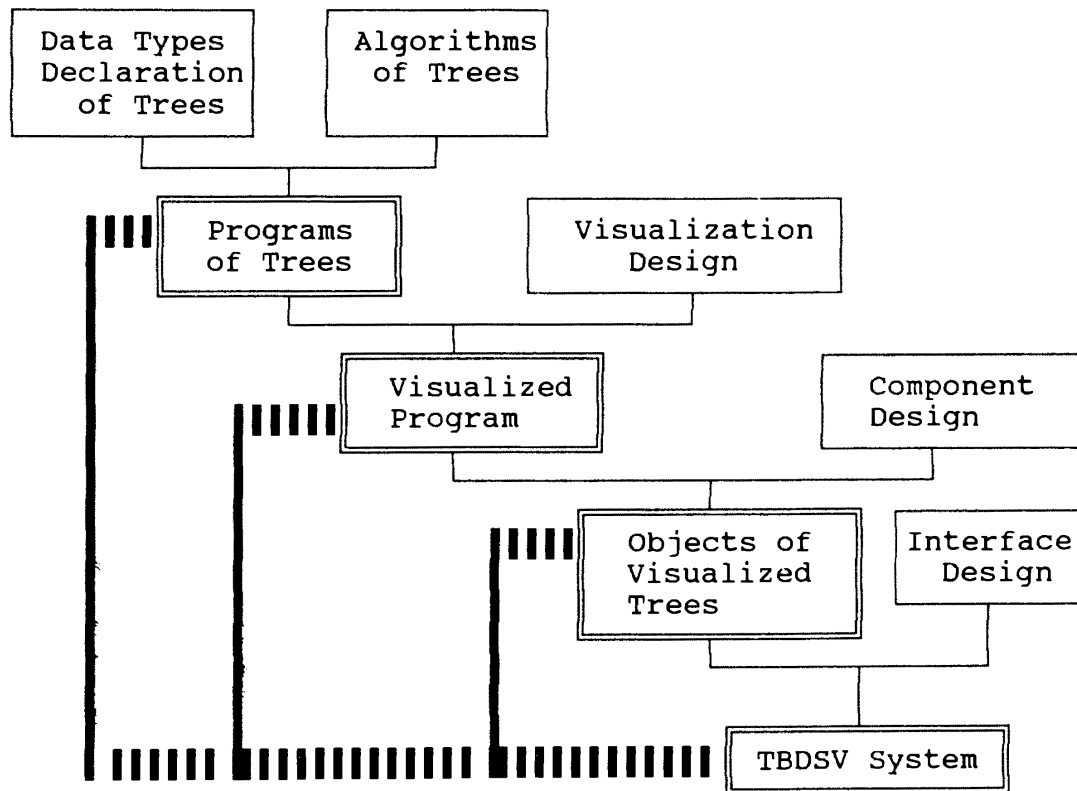 Data Types
Declaration
of Trees
Algorithms
of Trees
Programs
of Trees
Visualization
Design
Visualized
Program
Component
Design
Objects of
Visualized
Trees
Interface
Design
TBDSV System